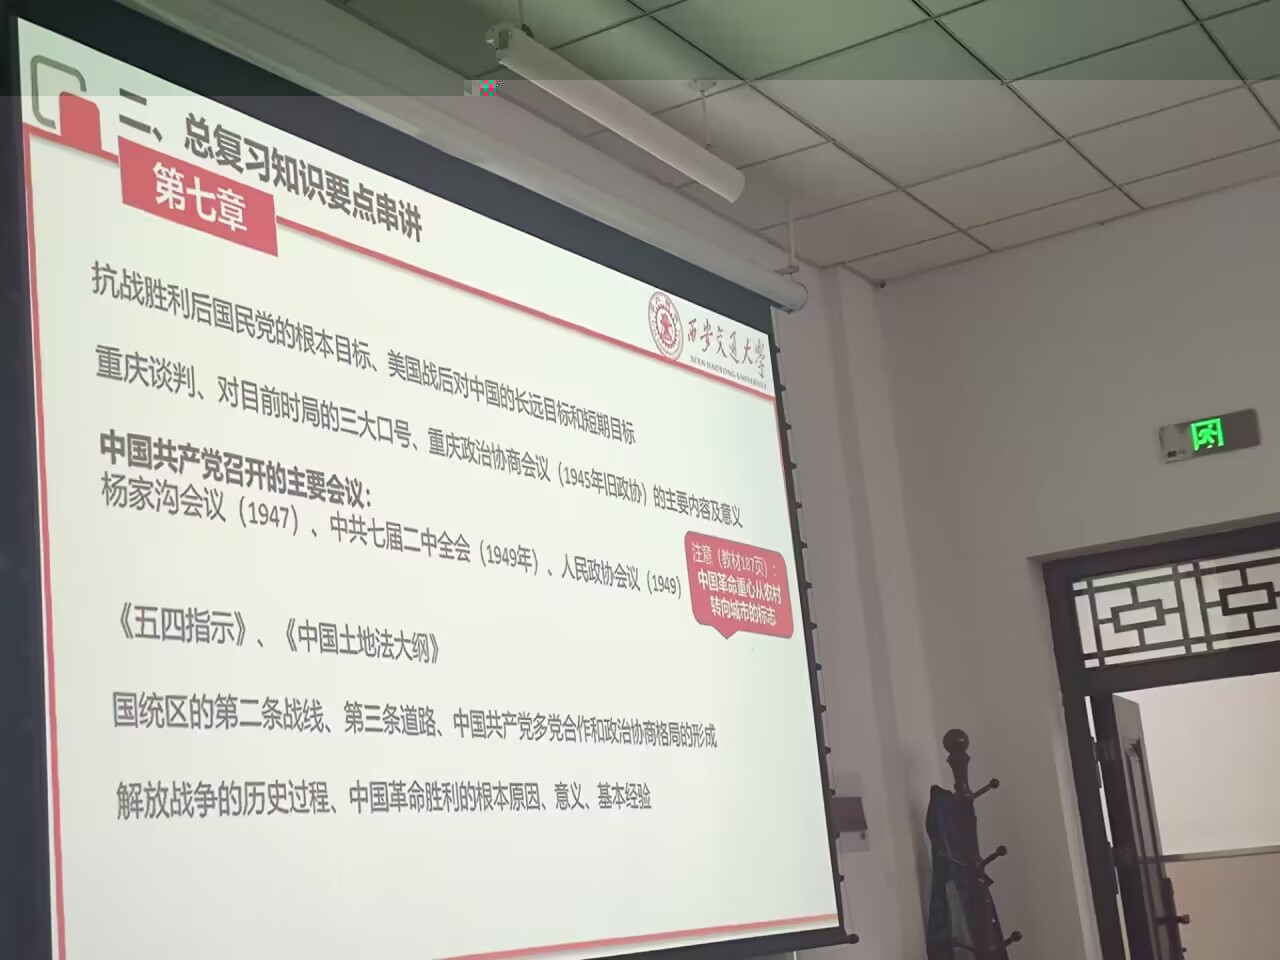 二、总复习知识要点串讲
第七章
西安交通大学
XI'AN JIAOTONG UNIVERSITY
抗战胜利后国民党的根本目标、美国战后对中国的长远目标和短期目标
重庆谈判、对目前时局的三大口号、重庆政治协商会议（1945年旧政协）的主要内容及意义
中国共产党召开的主要会议：
杨家沟会议（1947）、中共七届二中全会（1949年）、人民政协会议（1949）
注意（教材187页）：
中国革命重心从农村
转向城市的标志
《五四指示》、《中国土地法大纲》
国统区的第二条战线、第三条道路、中国共产党多党合作和政治协商格局的形成
解放战争的历史过程、中国革命胜利的根本原因、意义、基本经验